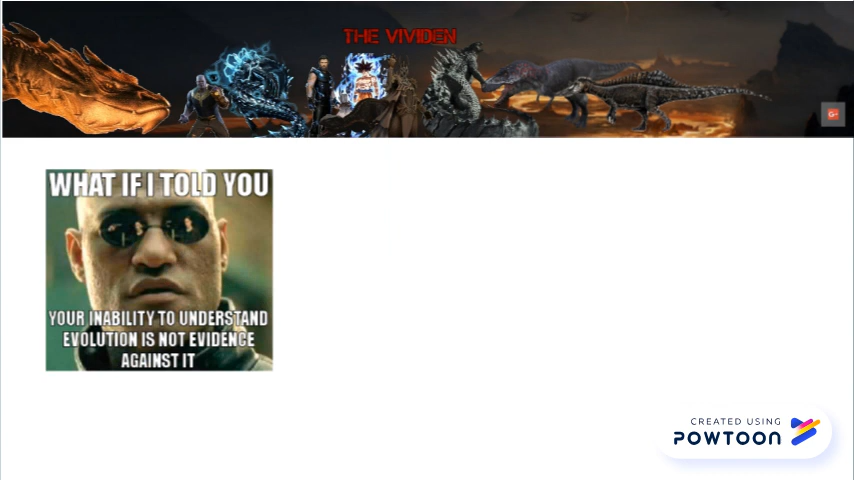 THE VIVIDEN
G+
WHAT IF I TOLD YOU
YOUR INABILITY TO UNDERSTAND
EVOLUTION IS NOT EVIDENCE
AGAINST IT
CREATED USING
POWTOON